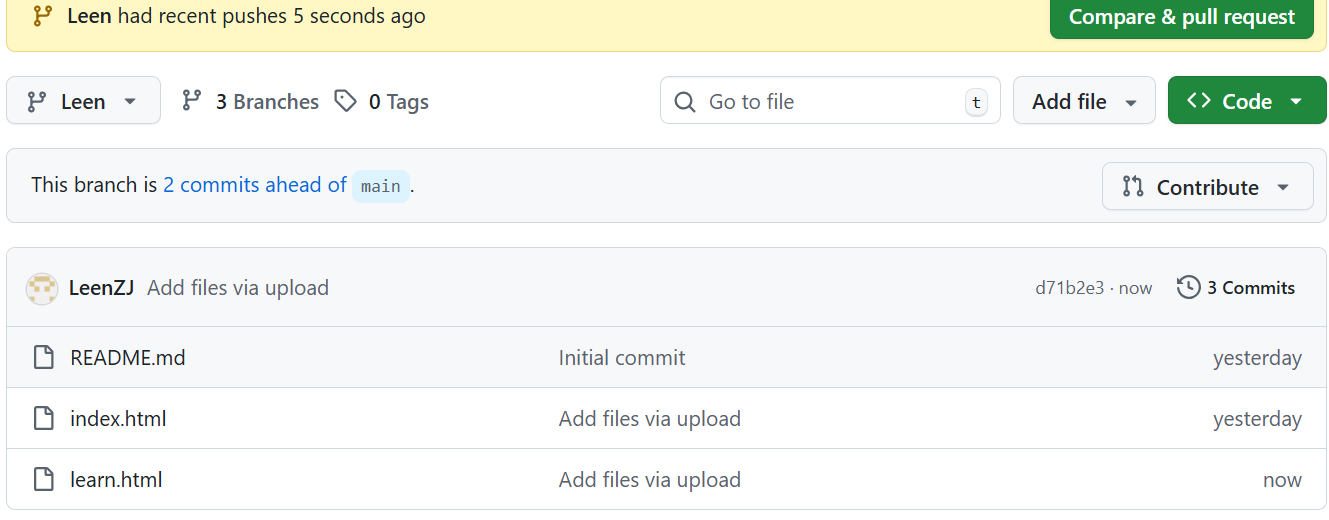 Leen had recent pushes 5 seconds ago
Compare & pull request
Leen
3 Branches
0 Tags
Go to file
t
Add file
<> Code
This branch is 2 commits ahead of main .
Contribute
LeenZJ Add files via upload
d71b2e3 · now
3 Commits
README.md Initial commit yesterday
index.html Add files via upload yesterday
learn.html Add files via upload now